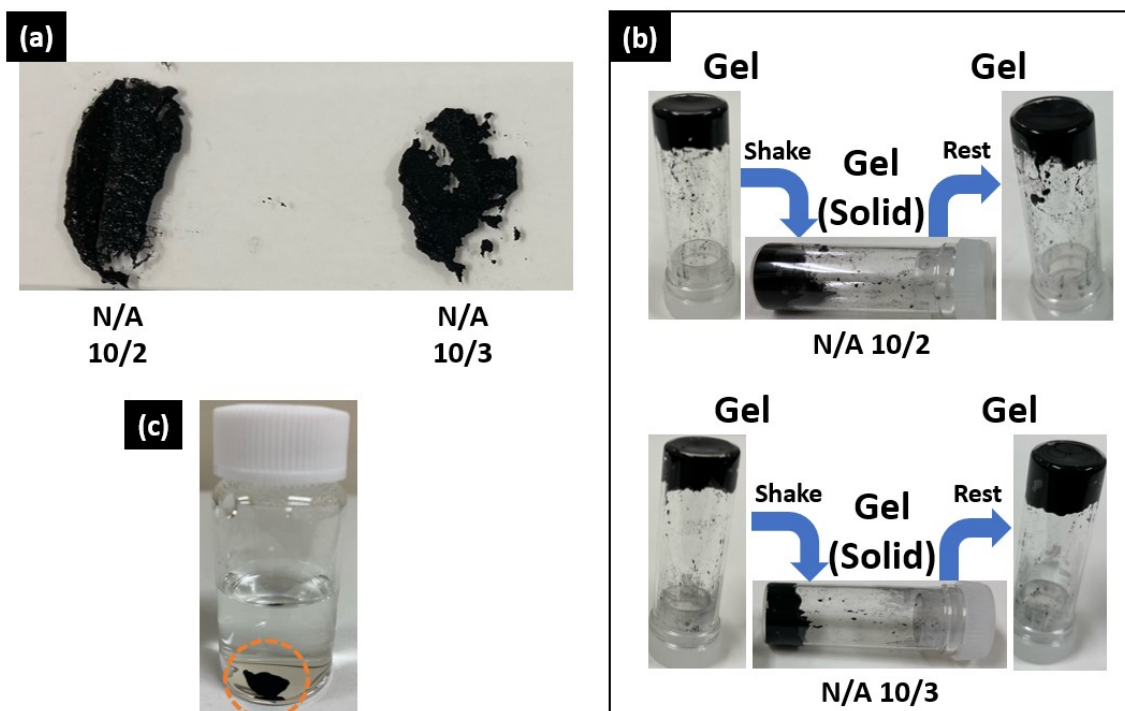 (a)
N/A
10/2
N/A
10/3
(b)
Gel
Gel
Shake
Gel
(Solid)
Rest
N/A 10/2
Gel
Gel
Shake
Gel
(Solid)
Rest
N/A 10/3
(c)